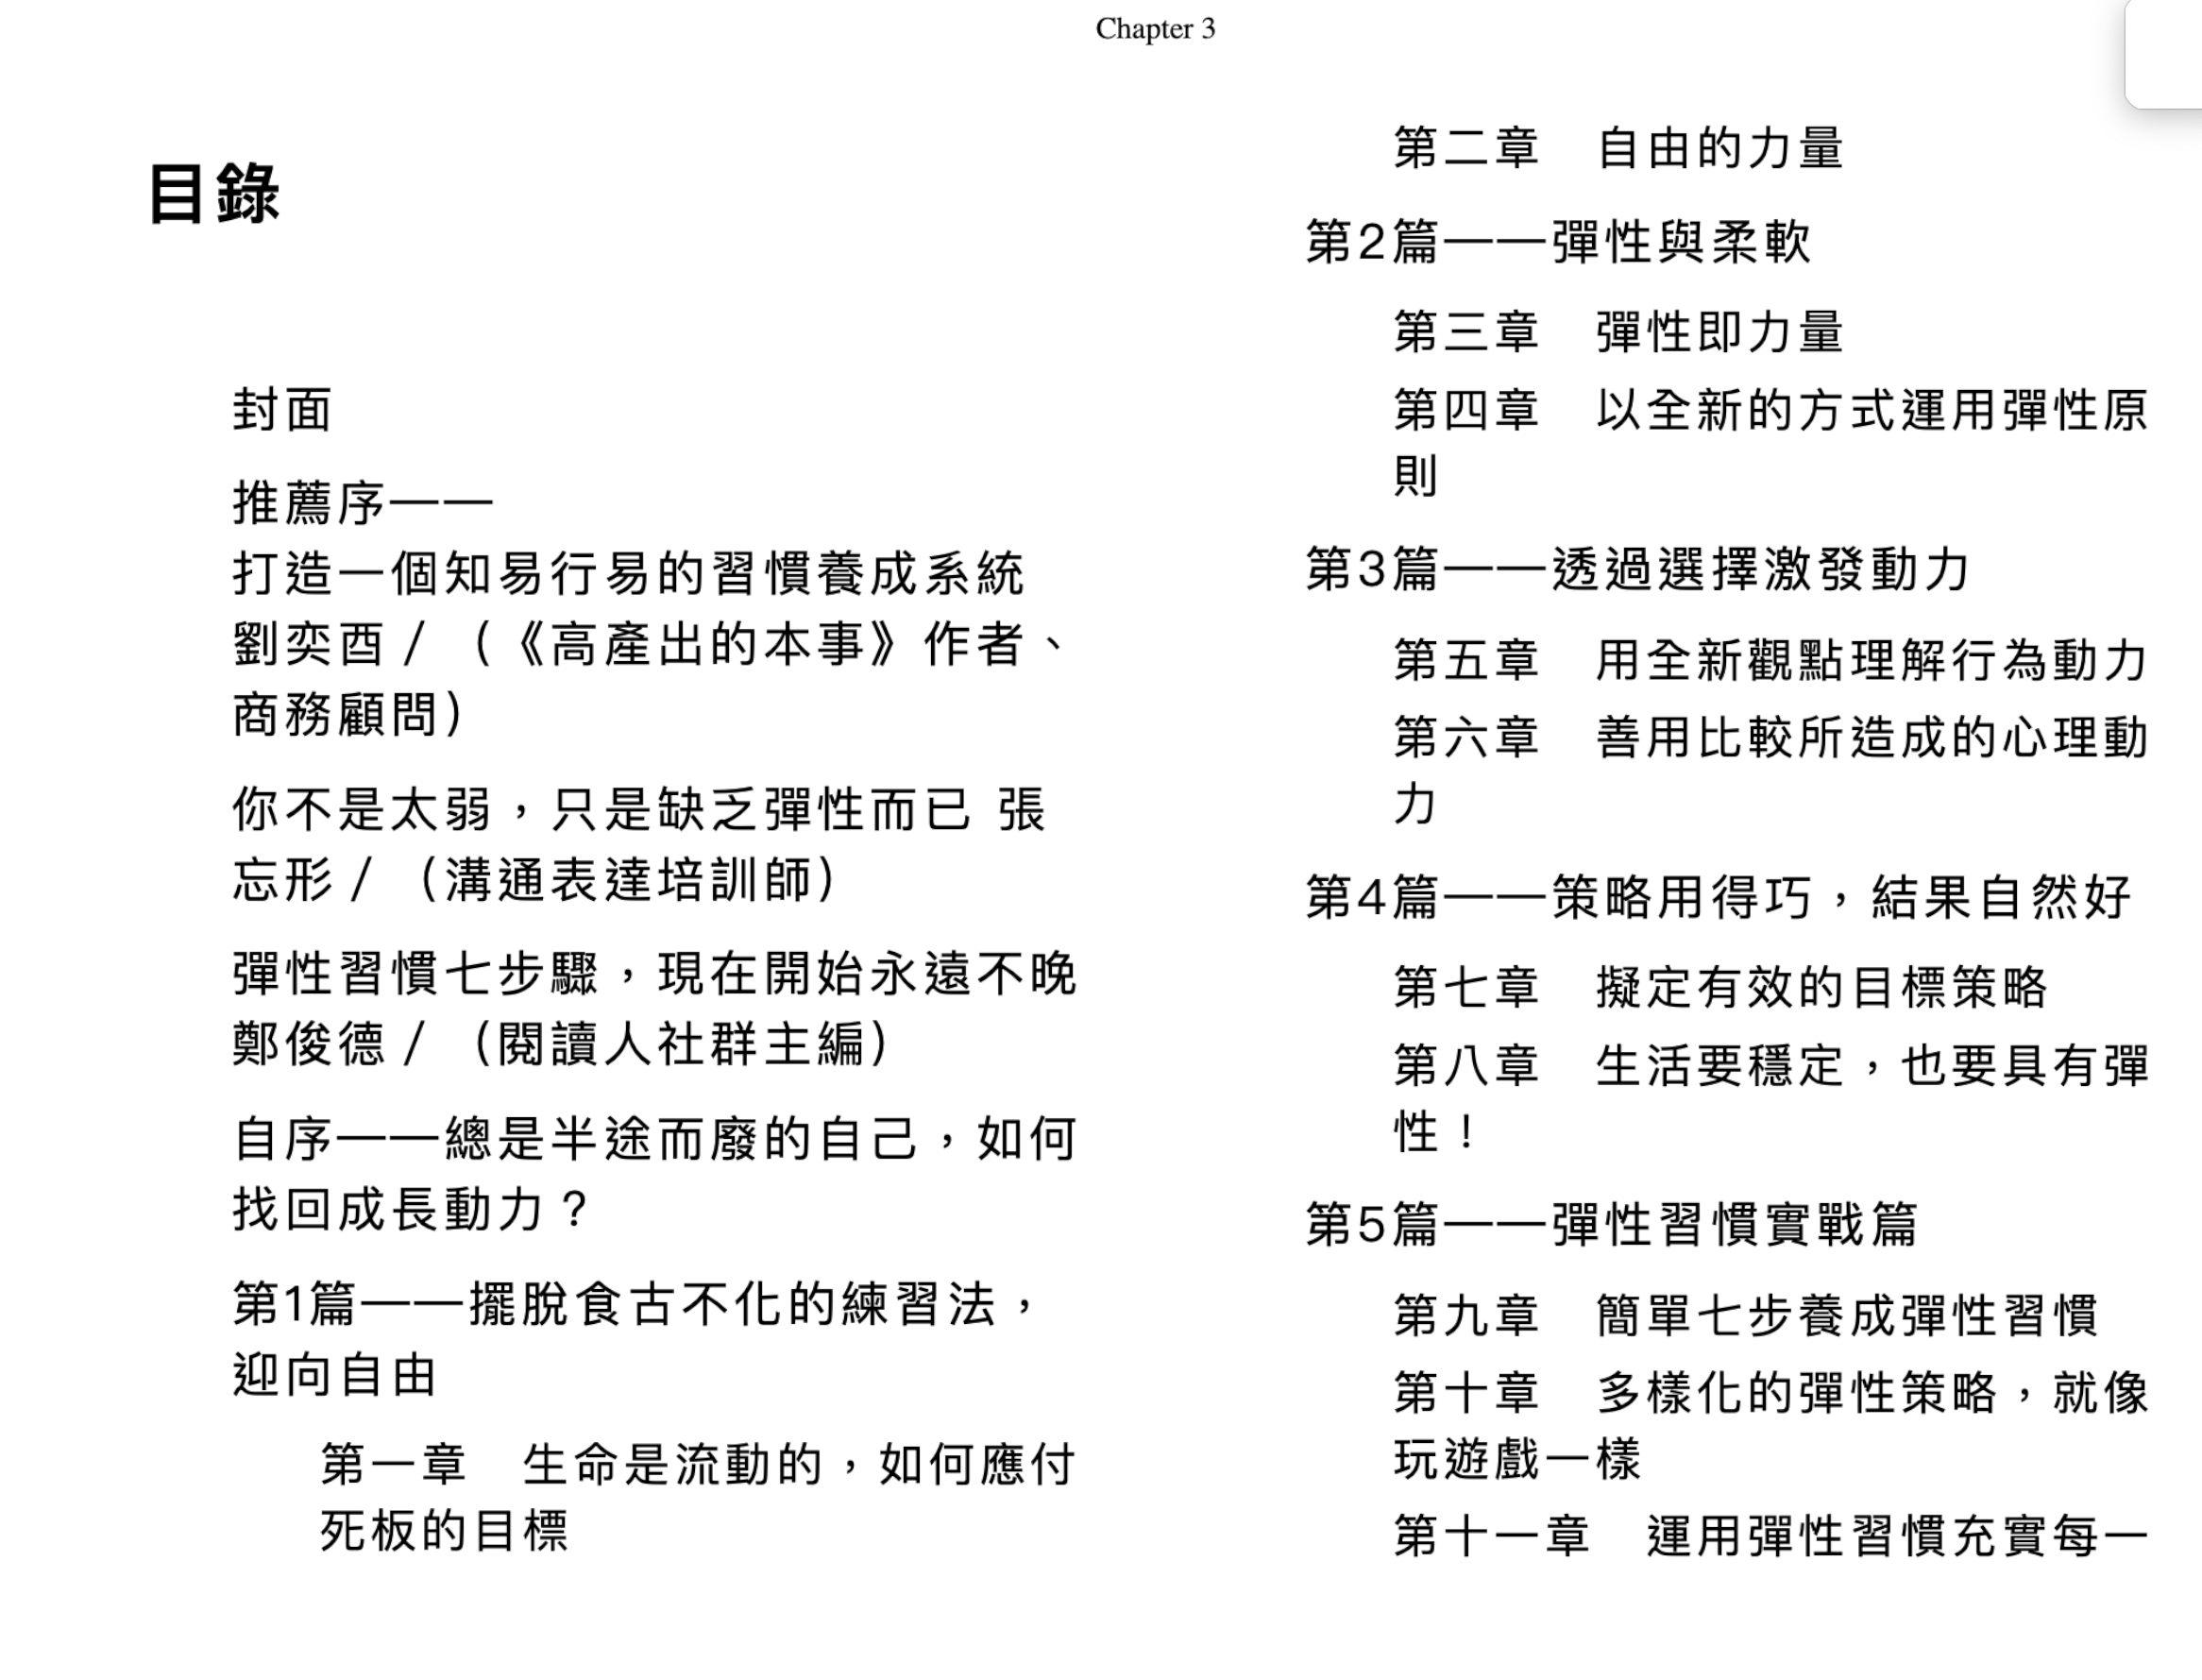 Chapter 3
目錄
封面
推薦序——
打造一個知易行易的習慣養成系統
劉奕酉 / （《高產出的本事》作者、
商務顧問）
你不是太弱，只是缺乏彈性而已 張
忘形 / （溝通表達培訓師）
彈性習慣七步驟，現在開始永遠不晚
鄭俊德 / （閱讀人社群主編）
自序——總是半途而廢的自己，如何
找回成長動力？
第1篇——擺脫食古不化的練習法，
迎向自由
第一章　生命是流動的，如何應付
死板的目標
第二章　自由的力量
第2篇——彈性與柔軟
第三章　彈性即力量
第四章　以全新的方式運用彈性原
則
第3篇——透過選擇激發動力
第五章　用全新觀點理解行為動力
第六章　善用比較所造成的心理動
力
第4篇——策略用得巧，結果自然好
第七章　擬定有效的目標策略
第八章　生活要穩定，也要具有彈
性！
第5篇——彈性習慣實戰篇
第九章　簡單七步養成彈性習慣
第十章　多樣化的彈性策略，就像
玩遊戲一樣
第十一章　運用彈性習慣充實每一